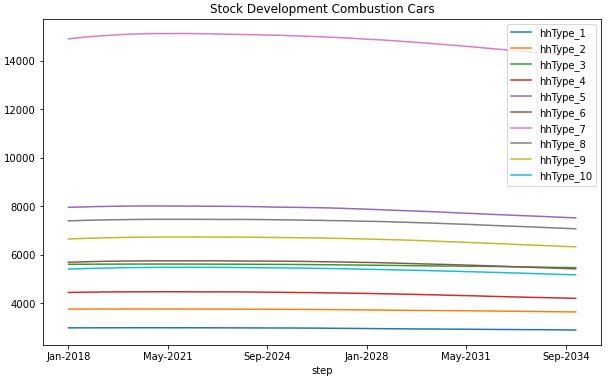 Stock Development Combustion Cars
hhType_1
hhType_2
hhType_3
hhType_4
hhType_5
hhType_6
hhType_7
hhType_8
hhType_9
hhType_10
14000
12000
10000
8000
6000
4000
Jan-2018 May-2021 Sep-2024 Jan-2028 May-2031 Sep-2034
step